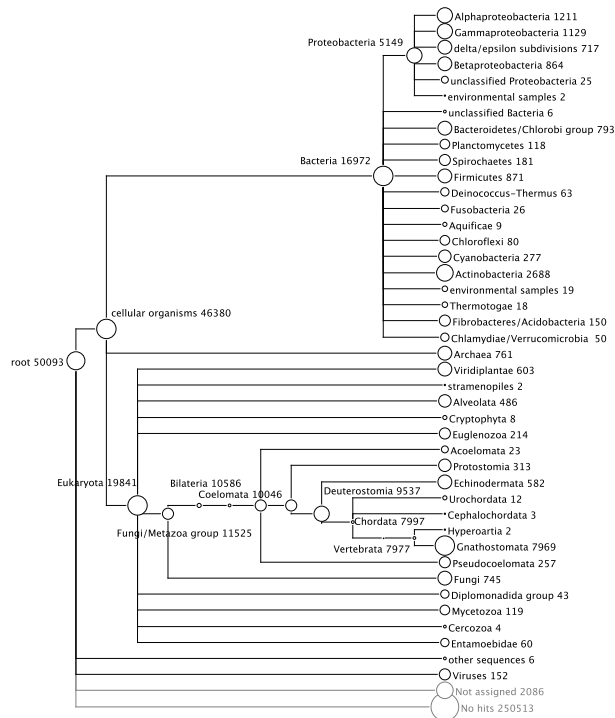 Alphaproteobacteria 1211
Gammaproteobacteria 1129
Proteobacteria 5149
delta/epsilon subdivisions 717
Betaproteobacteria 864
unclassified Proteobacteria 25
environmental samples 2
unclassified Bacteria 6
Bacteroidetes/Chlorobi group 793
Planctomycetes 118
Bacteria 16972
Spirochaetes 181
Firmicutes 871
Deinococcus-Thermus 63
Fusobacteria 26
Aquificae 9
Chloroflexi 80
Cyanobacteria 277
Actinobacteria 2688
environmental samples 19
Thermotogae 18
cellular organisms 46380
Fibrobacteres/Acidobacteria 150
Chlamydiae/Verrucomicrobia 50
Archaea 761
root 50093
Viridiplantae 603
stramenopiles 2
Alveolata 486
Cryptophyta 8
Euglenozoa 214
Acoelomata 23
Protostomia 313
Eukaryota 19841
Bilateria 10586
Echinodermata 582
Coelomata 10046
Deuterostomia 9537
Urochordata 12
Cephalochordata 3
Chordata 7997
Hyperoartia 2
Fungi/Metazoa group 11525
Vertebrata 7977
Gnathostomata 7969
Pseudocoelomata 257
Fungi 745
Diplomonadida group 43
Mycetozoa 119
Cercozoa 4
Entamoebidae 60
other sequences 6
Viruses 152
Not assigned 2086
No hits 250513